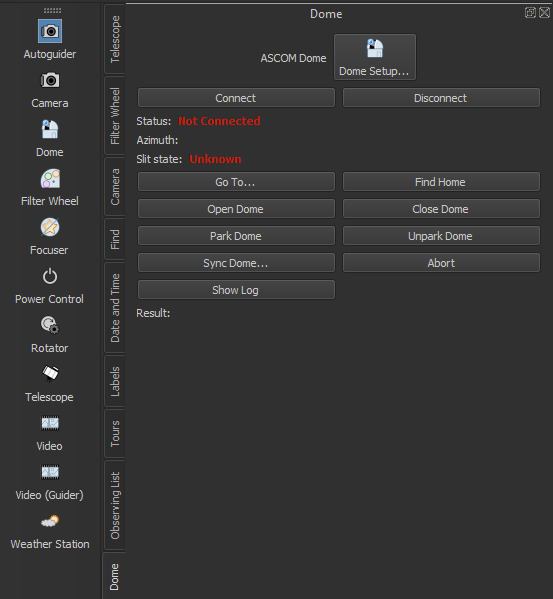 Autoguider
Camera
Dome
Filter Wheel
Focuser
Power Control
Rotator
Telescope
Video
Video (Guider)
Weather Station
Telescope
Filter Wheel
Camera
Find
Date and Time
Labels
Tours
Observing List
Dome
Dome
ASCOM Dome
Dome Setup...
Connect
Disconnect
Status: Not Connected
Azimuth:
Slit state: Unknown
Go To...
Find Home
Open Dome
Close Dome
Park Dome
Unpark Dome
Sync Dome...
Abort
Show Log
Result: